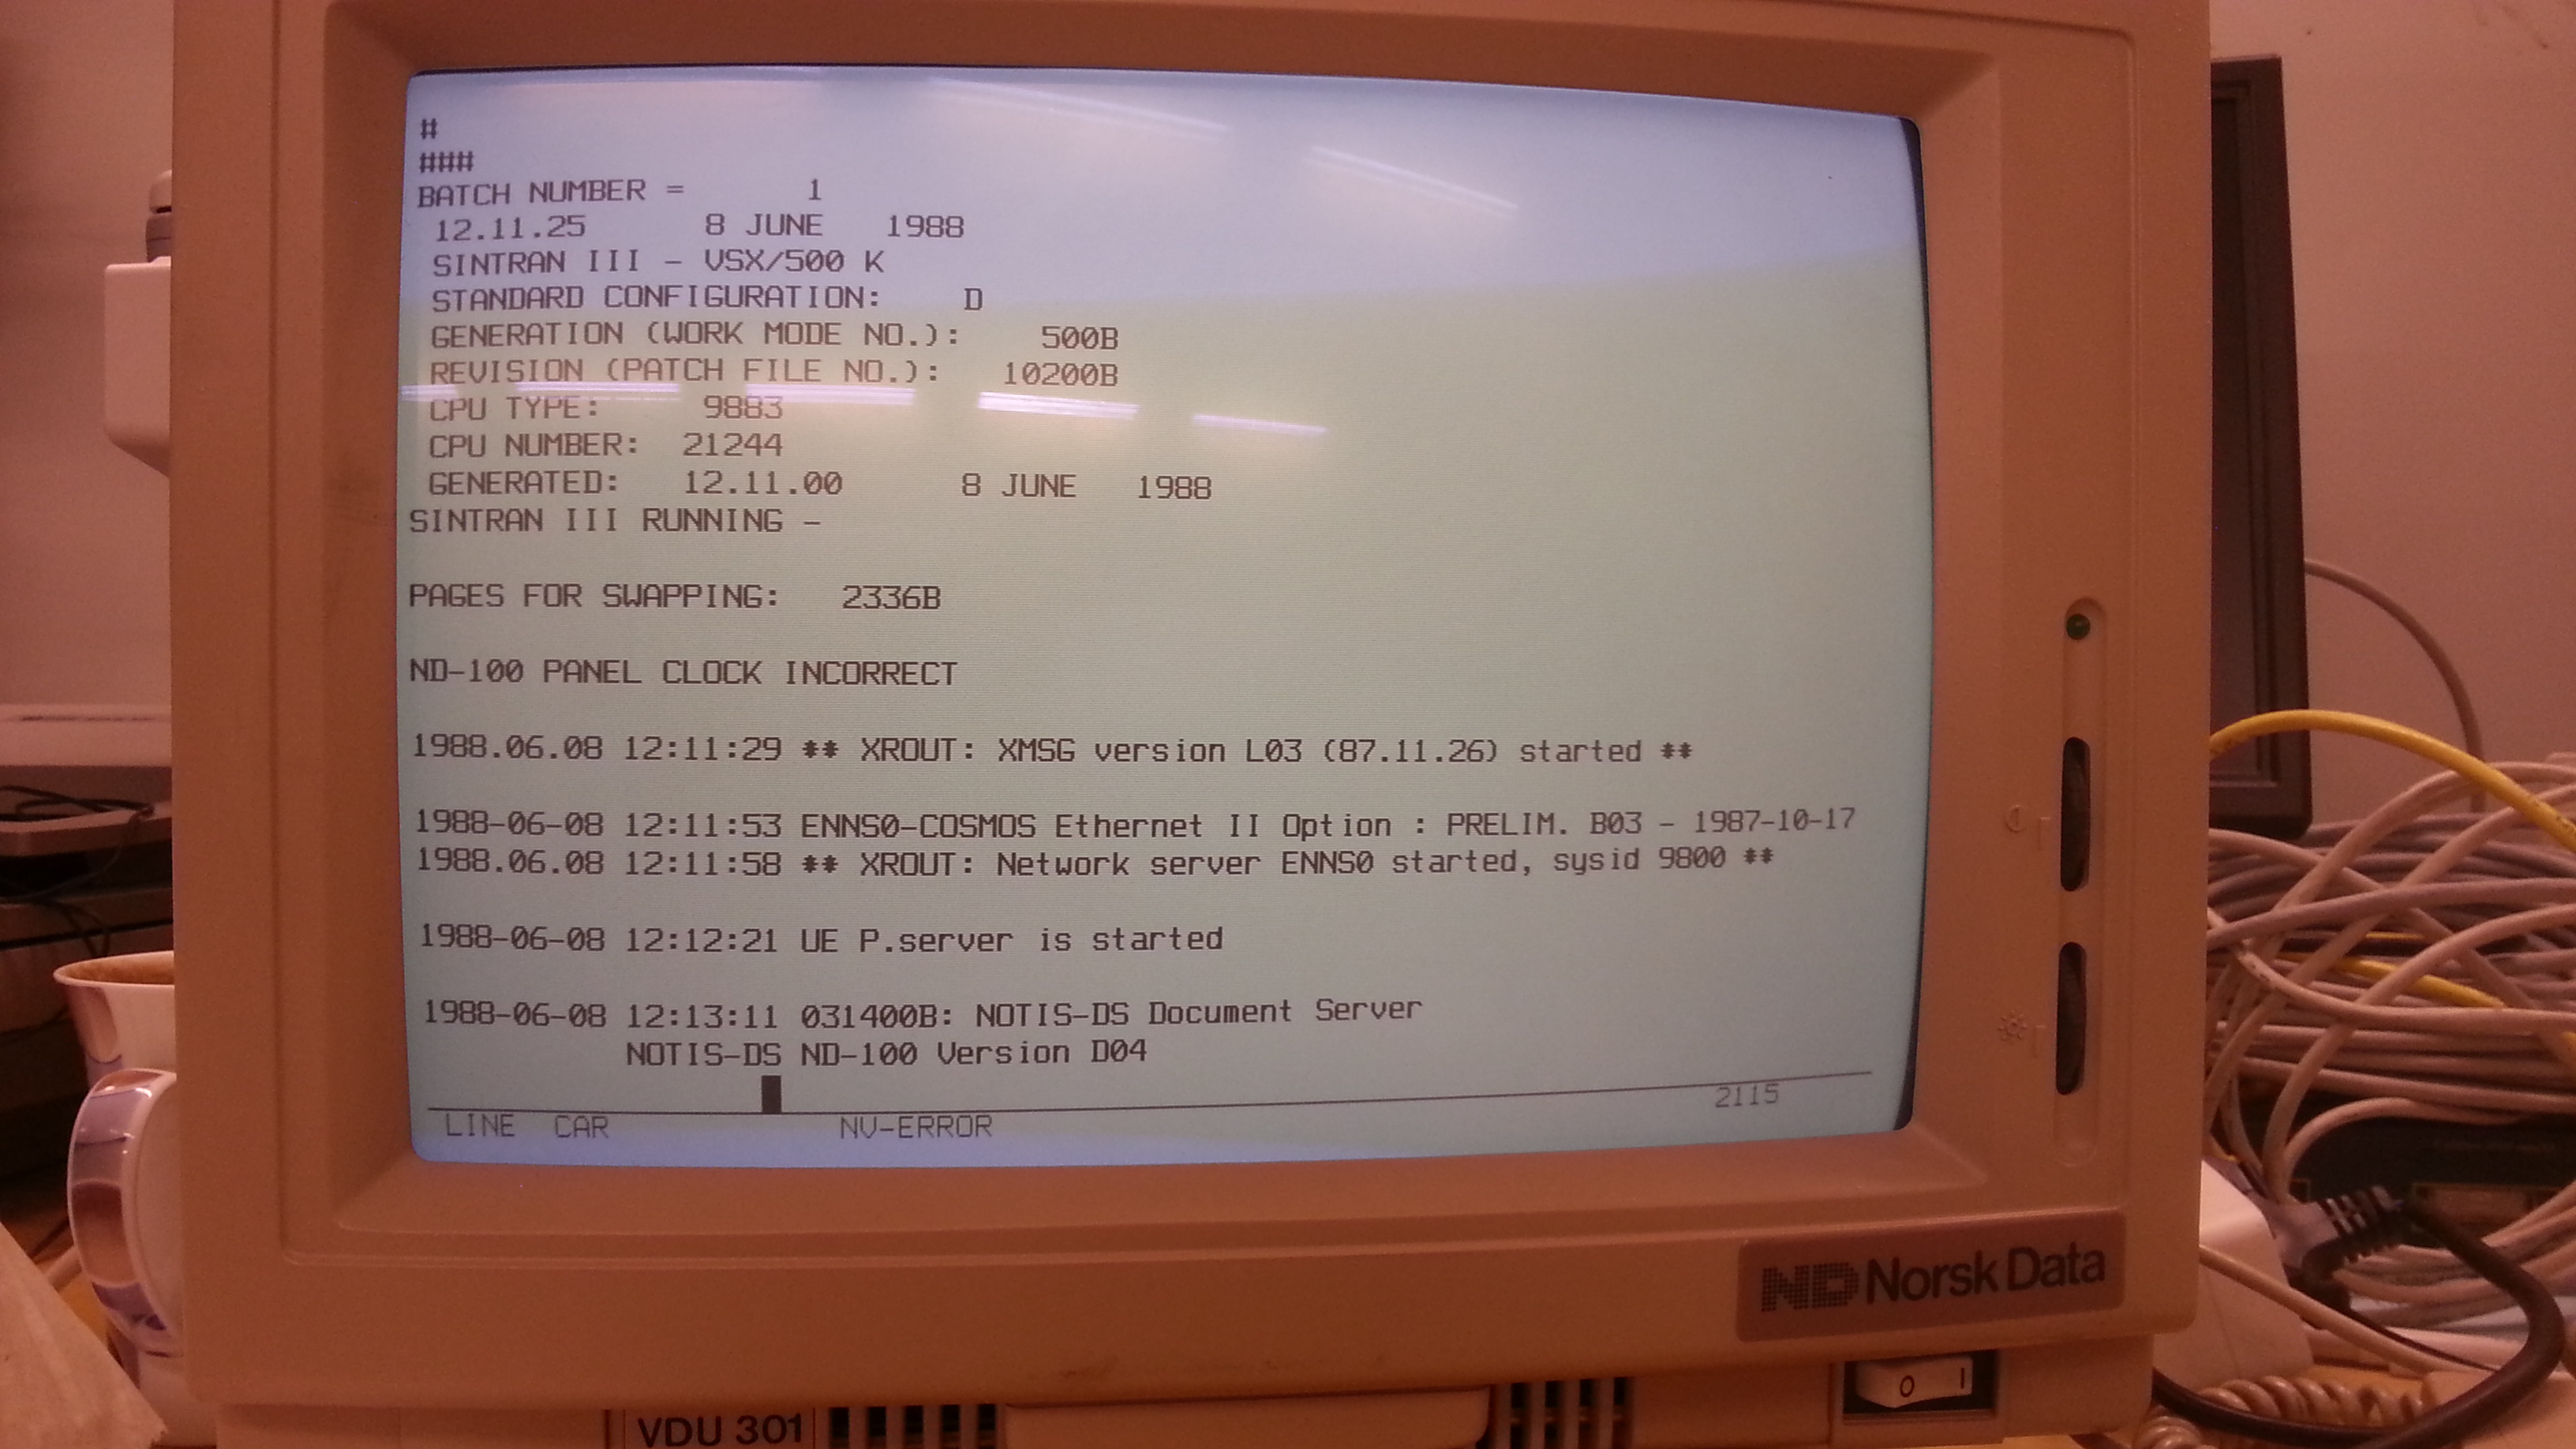 #
###
BATCH NUMBER = 1
12.11.25 8 JUNE 1988
SINTRAN III - VSX/500 K
STANDARD CONFIGURATION: D
GENERATION (WORK MODE NO.): 500B
REVISION (PATCH FILE NO.): 10200B
CPU TYPE: 9883
CPU NUMBER: 21244
GENERATED: 12.11.00 8 JUNE 1988
SINTRAN III RUNNING -
PAGES FOR SWAPPING: 2336B
ND-100 PANEL CLOCK INCORRECT
1988.06.08 12:11:29 ** XROUT: XMSG version L03 (87.11.26) started **
1988-06-08 12:11:53 ENNS0-COSMOS Ethernet II Option : PRELIM. B03 - 1987-10-17
1988.06.08 12:11:58 ** XROUT: Network server ENNS0 started, sysid 9800 **
1988-06-08 12:12:21 UE P.server is started
1988-06-08 12:13:11 031400B: NOTIS-DS Document Server
NOTIS-DS ND-100 Version D04
LINE CAR NV-ERROR 2115
ND Norsk Data
VDU 301
O I